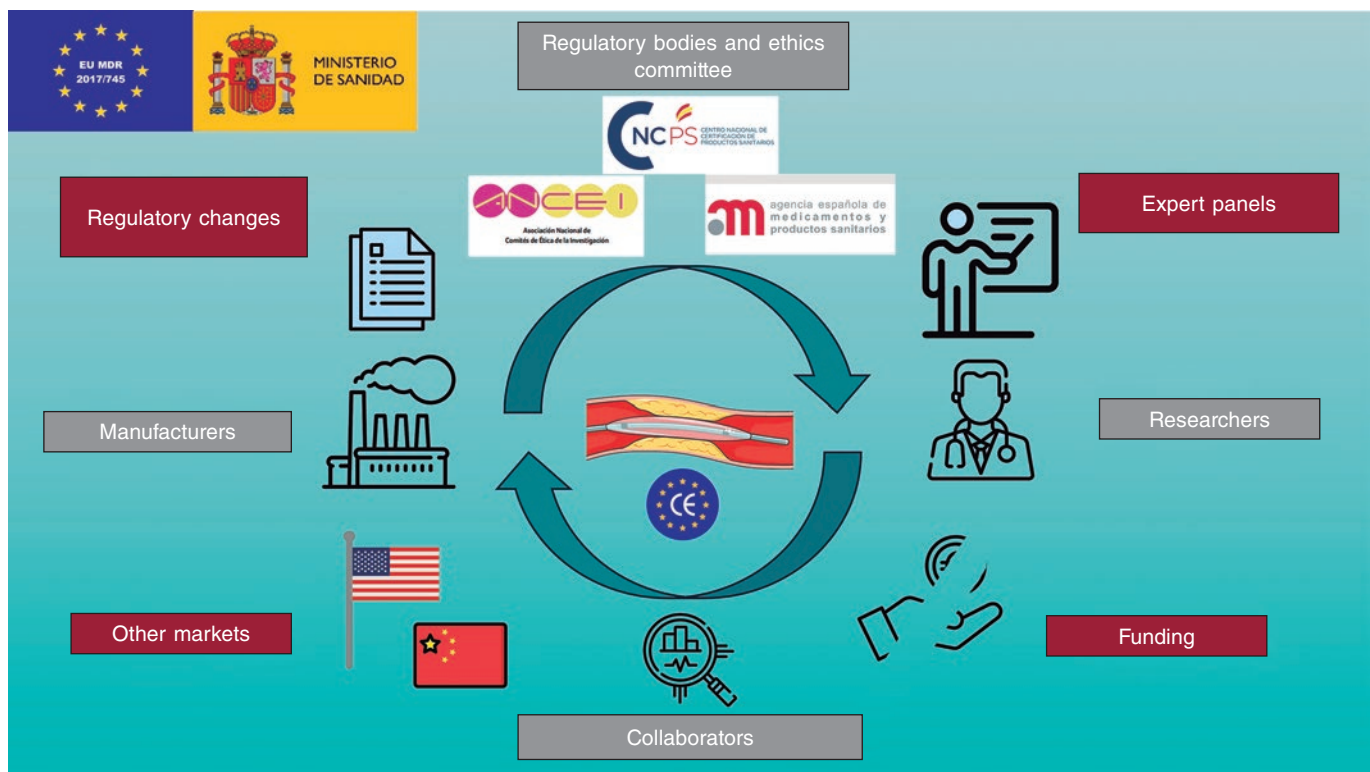 EU MDR
2017/745
MINISTERIO
DE SANIDAD
Regulatory bodies and ethics
committee
CNCPS
CENTRO NACIONAL DE
CERTIFICACIÓN DE
PRODUCTOS SANITARIOS
ANCEI
Asociación Nacional de
Comités de Ética de la Investigación
agencia española de
medicamentos y
productos sanitarios
Regulatory changes
Expert panels
Manufacturers
Researchers
CE
Other markets
Funding
Collaborators